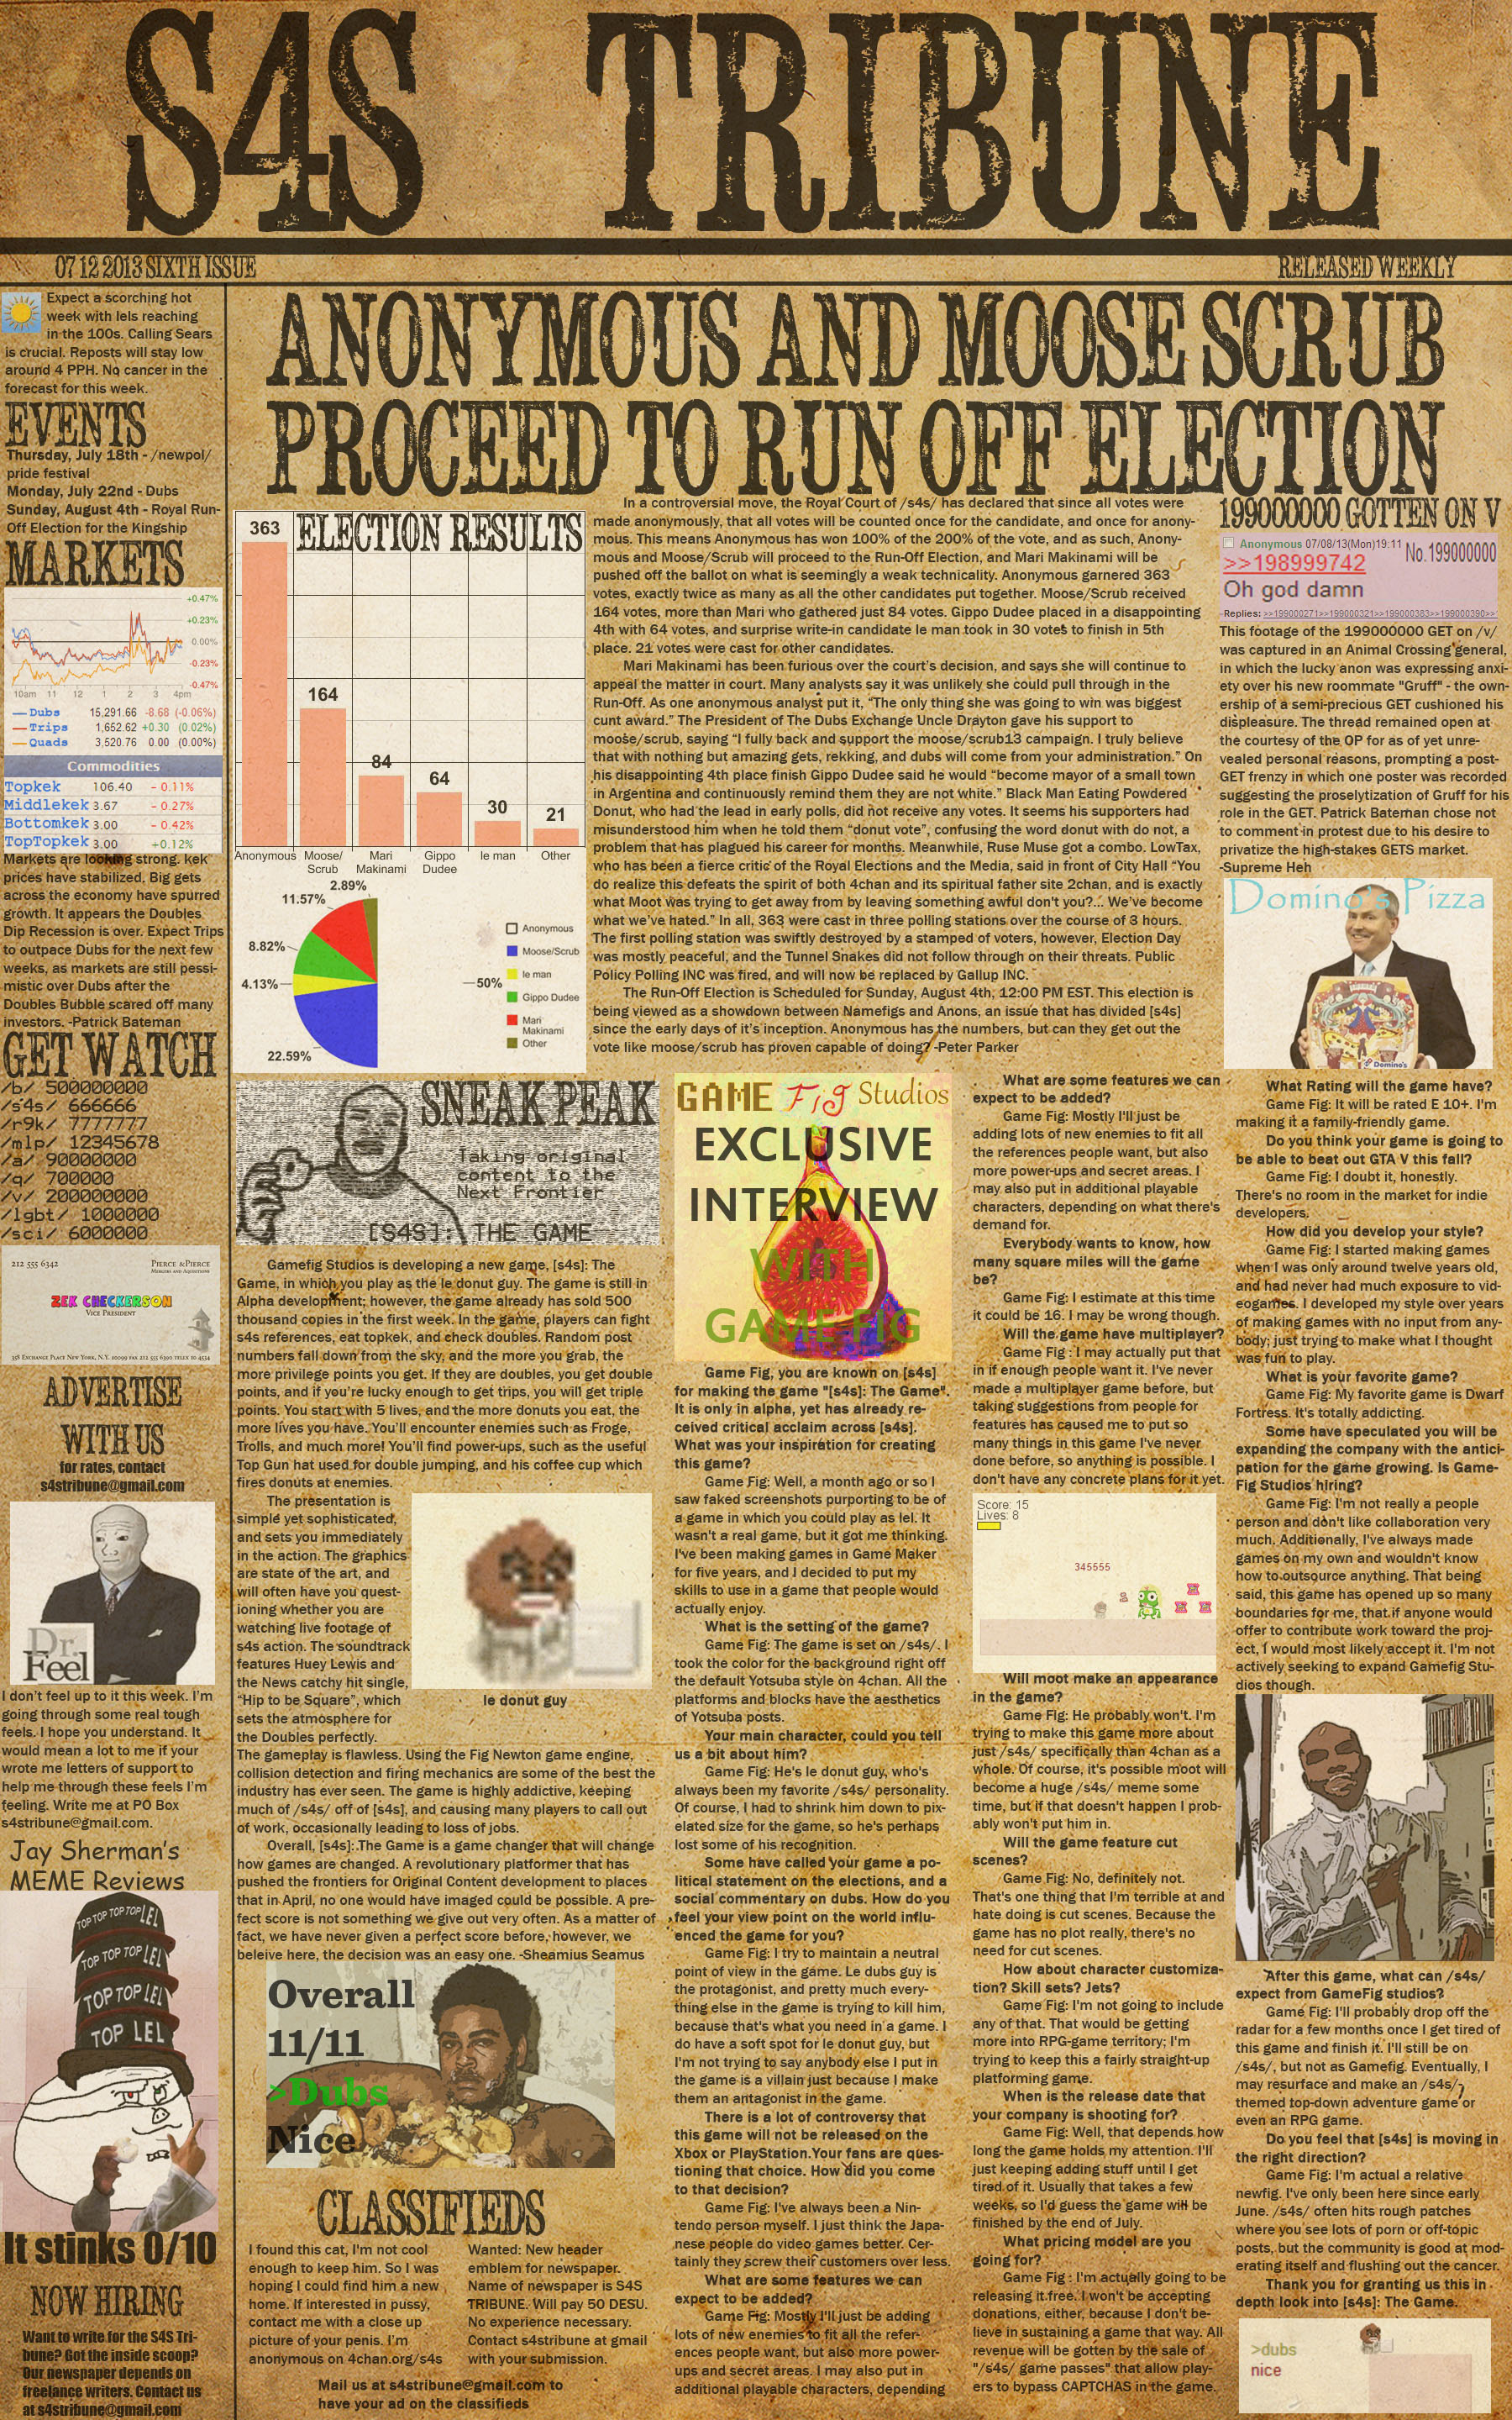 S4S TRIBUNE
07 12 2013 SIXTH ISSUE
RELEASED WEEKLY
Expect a scorching hot
week with lels reaching
in the 100s. Calling Sears
is crucial. Reposts will stay low
around 4 PPH. No cancer in the
forecast for this week.
EVENTS
Thursday, July 18th - /newpol/
pride festival
Monday, July 22nd - Dubs
Sunday, August 4th - Royal Run-
Off Election for the Kingship
MARKETS
+0.47%
+0.23%
0.00%
-0.23%
-0.47%
10am 11 12 1 2 3 4pm
Dubs 15,291.66 -8.68 (-0.06%)
Trips 1,652.62 +0.30 (0.02%)
Quads 3,520.76 0.00 (0.00%)
Commodities
Topkek 106.40 - 0.11%
Middlekek 3.67 - 0.27%
Bottomkek 3.00 - 0.42%
TopTopkek 3.00 +0.12%
Markets are looking strong. kek
prices have stabilized. Big gets
across the economy have spurred
growth. It appears the Doubles
Dip Recession is over. Expect Trips
to outpace Dubs for the next few
weeks, as markets are still pessi-
mistic over Dubs after the
Doubles Bubble scared off many
investors. -Patrick Bateman
GET WATCH
/b/ 500000000
/s4s/ 666666
/r9k/ 7777777
/mlp/ 12345678
/a/ 90000000
/q/ 700000
/v/ 200000000
/lgbt/ 1000000
/sci/ 6000000
212 555 6342
PIERCE & PIERCE
MERGERS AND AQUISITIONS
ZEK CHECKERSON
VICE PRESIDENT
358 EXCHANGE PLACE NEW YORK, N.Y. 10099 FAX 212 555 6390 TELEX 10 4534
ADVERTISE
WITH US
for rates, contact
s4stribune@gmail.com
Dr.
Feel
I don't feel up to it this week. I'm
going through some real tough
feels. I hope you understand. It
would mean a lot to me if your
wrote me letters of support to
help me through these feels I'm
feeling. Write me at PO Box
s4stribune@gmail.com.
Jay Sherman's
MEME Reviews
TOP TOP TOP TOP LEL
TOP TOP TOP LEL
TOP TOP LEL
TOP LEL
It stinks 0/10
NOW HIRING
Want to write for the S4S Tri-
bune? Got the inside scoop?
Our newspaper depends on
freelance writers. Contact us
at s4stribune@gmail.com
ANONYMOUS AND MOOSE SCRUB
PROCEED TO RUN OFF ELECTION
ELECTION RESULTS
363
164
84
64
30
21
Anonymous Moose/ Mari Gippo le man Other
Scrub Makinami Dudee
2.89%
11.57%
8.82%
4.13%
22.59%
50%
Anonymous
Moose/Scrub
le man
Gippo Dudee
Mari
Makinami
Other
In a controversial move, the Royal Court of /s4s/ has declared that since all votes were
made anonymously, that all votes will be counted once for the candidate, and once for anony-
mous. This means Anonymous has won 100% of the 200% of the vote, and as such, Anony-
mous and Moose/Scrub will proceed to the Run-Off Election, and Mari Makinami will be
pushed off the ballot on what is seemingly a weak technicality. Anonymous garnered 363
votes, exactly twice as many as all the other candidates put together. Moose/Scrub received
164 votes, more than Mari who gathered just 84 votes. Gippo Dudee placed in a disappointing
4th with 64 votes, and surprise write-in candidate le man took in 30 votes to finish in 5th
place. 21 votes were cast for other candidates.
Mari Makinami has been furious over the court's decision, and says she will continue to
appeal the matter in court. Many analysts say it was unlikely she could pull through in the
Run-Off. As one anonymous analyst put it, "The only thing she was going to win was biggest
cunt award." The President of The Dubs Exchange Uncle Drayton gave his support to
moose/scrub, saying "I fully back and support the moose/scrub13 campaign. I truly believe
that with nothing but amazing gets, rekking, and dubs will come from your administration." On
his disappointing 4th place finish Gippo Dudee said he would "become mayor of a small town
in Argentina and continuously remind them they are not white." Black Man Eating Powdered
Donut, who had the lead in early polls, did not receive any votes. It seems his supporters had
misunderstood him when he told them "donut vote", confusing the word donut with do not, a
problem that has plagued his career for months. Meanwhile, Ruse Muse got a combo. LowTax,
who has been a fierce critic of the Royal Elections and the Media, said in front of City Hall "You
do realize this defeats the spirit of both 4chan and its spiritual father site 2chan, and is exactly
what Moot was trying to get away from by leaving something awful don't you?... We've become
what we've hated." In all, 363 were cast in three polling stations over the course of 3 hours.
The first polling station was swiftly destroyed by a stamped of voters, however, Election Day
was mostly peaceful, and the Tunnel Snakes did not follow through on their threats. Public
Policy Polling INC was fired, and will now be replaced by Gallup INC.
The Run-Off Election is Scheduled for Sunday, August 4th, 12:00 PM EST. This election is
being viewed as a showdown between Namefigs and Anons, an issue that has divided [s4s]
since the early days of it's inception. Anonymous has the numbers, but can they get out the
vote like moose/scrub has proven capable of doing? -Peter Parker
199000000 GOTTEN ON V
Anonymous 07/08/13(Mon)19:11 No.199000000
>>198999742
Oh god damn
Replies: >>199000271>>199000321>>199000383>>199000390>>
This footage of the 199000000 GET on /v/
was captured in an Animal Crossing general,
in which the lucky anon was expressing anxi-
ety over his new roommate "Gruff" - the own-
ership of a semi-precious GET cushioned his
displeasure. The thread remained open at
the courtesy of the OP for as of yet unre-
vealed personal reasons, prompting a post-
GET frenzy in which one poster was recorded
suggesting the proselytization of Gruff for his
role in the GET. Patrick Bateman chose not
to comment in protest due to his desire to
privatize the high-stakes GETS market.
-Supreme Heh
Domino's Pizza
Domino's
SNEAK PEAK
Taking original
content to the
Next Frontier
[S4S]: THE GAME
Gamefig Studios is developing a new game, [s4s]: The
Game, in which you play as the le donut guy. The game is still in
Alpha development; however, the game already has sold 500
thousand copies in the first week. In the game, players can fight
s4s references, eat topkek, and check doubles. Random post
numbers fall down from the sky, and the more you grab, the
more privilege points you get. If they are doubles, you get double
points, and if you're lucky enough to get trips, you will get triple
points. You start with 5 lives, and the more donuts you eat, the
more lives you have. You'll encounter enemies such as Froge,
Trolls, and much more! You'll find power-ups, such as the useful
Top Gun hat used for double jumping, and his coffee cup which
fires donuts at enemies.
The presentation is
simple yet sophisticated,
and sets you immediately
in the action. The graphics
are state of the art, and
will often have you quest-
ioning whether you are
watching live footage of
s4s action. The soundtrack
features Huey Lewis and
the News catchy hit single,
"Hip to be Square", which
sets the atmosphere for
the Doubles perfectly.
le donut guy
The gameplay is flawless. Using the Fig Newton game engine,
collision detection and firing mechanics are some of the best the
industry has ever seen. The game is highly addictive, keeping
much of /s4s/ off of [s4s], and causing many players to call out
of work, occasionally leading to loss of jobs.
Overall, [s4s]:.The Game is a game changer that will change
how games are changed. A revolutionary platformer that has
pushed the frontiers for Original Content development to places
that in April, no one would have imaged could be possible. A pre-
fect score is not something we give out very often. As a matter of
fact, we have never given a perfect score before, however, we
beleive here, the decision was an easy one. -Sheamius Seamus
Overall
11/11
>Dubs
Nice
CLASSIFIEDS
I found this cat, I'm not cool
enough to keep him. So I was
hoping I could find him a new
home. If interested in pussy,
contact me with a close up
picture of your penis. I'm
anonymous on 4chan.org/s4s
Wanted: New header
emblem for newspaper.
Name of newspaper is S4S
TRIBUNE. Will pay 50 DESU.
No experience necessary.
Contact s4stribune at gmail
with your submission.
Mail us at s4stribune@gmail.com to
have your ad on the classifieds
GAME Fig Studios
EXCLUSIVE
INTERVIEW
WITH
GAME FIG
Game Fig, you are known on [s4s]
for making the game "[s4s]: The Game".
It is only in alpha, yet has already re-
ceived critical acclaim across [s4s].
What was your inspiration for creating
this game?
Game Fig: Well, a month ago or so I
saw faked screenshots purporting to be of
a game in which you could play as lel. It
wasn't a real game, but it got me thinking.
I've been making games in Game Maker
for five years, and I decided to put my
skills to use in a game that people would
actually enjoy.
What is the setting of the game?
Game Fig: The game is set on /s4s/. I
took the color for the background right off
the default Yotsuba style on 4chan. All the
platforms and blocks have the aesthetics
of Yotsuba posts.
Your main character, could you tell
us a bit about him?
Game Fig: He's le donut guy, who's
always been my favorite /s4s/ personality.
Of course, I had to shrink him down to pix-
elated size for the game, so he's perhaps
lost some of his recognition.
Some have called your game a po-
litical statement on the elections, and a
social commentary on dubs. How do you
feel your view point on the world influ-
enced the game for you?
Game Fig: I try to maintain a neutral
point of view in the game. Le dubs guy is
the protagonist, and pretty much every-
thing else in the game is trying to kill him,
because that's what you need in a game. I
do have a soft spot for le donut guy, but
I'm not trying to say anybody else I put in
the game is a villain just because I make
them an antagonist in the game.
There is a lot of controversy that
this game will not be released on the
Xbox or PlayStation.Your fans are ques-
tioning that choice. How did you come
to that decision?
Game Fig: I've always been a Nin-
tendo person myself. I just think the Japa-
nese people do video games better. Cer-
tainly they screw their customers over less.
What are some features we can
expect to be added?
Game Fig: Mostly I'll just be adding
lots of new enemies to fit all the refer-
ences people want, but also more power-
ups and secret areas. I may also put in
additional playable characters, depending
What are some features we can
expect to be added?
Game Fig: Mostly I'll just be
adding lots of new enemies to fit all
the references people want, but also
more power-ups and secret areas. I
may also put in additional playable
characters, depending on what there's
demand for.
Everybody wants to know, how
many square miles will the game
be?
Game Fig: I estimate at this time
it could be 16. I may be wrong though.
Will the game have multiplayer?
Game Fig : I may actually put that
in if enough people want it. I've never
made a multiplayer game before, but
taking suggestions from people for
features has caused me to put so
many things in this game I've never
done before, so anything is possible. I
don't have any concrete plans for it yet.
Score: 15
Lives: 8
345555
Will moot make an appearance
in the game?
Game Fig: He probably won't. I'm
trying to make this game more about
just /s4s/ specifically than 4chan as a
whole. Of course, it's possible moot will
become a huge /s4s/ meme some
time, but if that doesn't happen I prob-
ably won't put him in.
Will the game feature cut
scenes?
Game Fig: No, definitely not.
That's one thing that I'm terrible at and
hate doing is cut scenes. Because the
game has no plot really, there's no
need for cut scenes.
How about character customiza-
tion? Skill sets? Jets?
Game Fig: I'm not going to include
any of that. That would be getting
more into RPG-game territory; I'm
trying to keep this a fairly straight-up
platforming game.
When is the release date that
your company is shooting for?
Game Fig: Well, that depends how
long the game holds my attention. I'll
just keeping adding stuff until I get
tired of it. Usually that takes a few
weeks, so I'd guess the game will be
finished by the end of July.
What pricing model are you
going for?
Game Fig : I'm actually going to be
releasing it free. I won't be accepting
donations, either, because I don't be-
lieve in sustaining a game that way. All
revenue will be gotten by the sale of
"/s4s/ game passes" that allow play-
ers to bypass CAPTCHAS in the game.
What Rating will the game have?
Game Fig: It will be rated E 10+. I'm
making it a family-friendly game.
Do you think your game is going to
be able to beat out GTA V this fall?
Game Fig: I doubt it, honestly.
There's no room in the market for indie
developers.
How did you develop your style?
Game Fig: I started making games
when I was only around twelve years old,
and had never had much exposure to vid-
eogames. I developed my style over years
of making games with no input from any-
body; just trying to make what I thought
was fun to play.
What is your favorite game?
Game Fig: My favorite game is Dwarf
Fortress. It's totally addicting.
Some have speculated you will be
expanding the company with the antici-
pation for the game growing. Is Game-
Fig Studios hiring?
Game Fig: I'm not really a people
person and don't like collaboration very
much. Additionally, I've always made
games on my own and wouldn't know
how to outsource anything. That being
said, this game has opened up so many
boundaries for me, that if anyone would
offer to contribute work toward the proj-
ect, I would most likely accept it. I'm not
actively seeking to expand Gamefig Stu-
dios though.
After this game, what can /s4s/
expect from GameFig studios?
Game Fig: I'll probably drop off the
radar for a few months once I get tired of
this game and finish it. I'll still be on
/s4s/, but not as Gamefig. Eventually, I
may resurface and make an /s4s/-
themed top-down adventure game or
even an RPG game.
Do you feel that [s4s] is moving in
the right direction?
Game Fig: I'm actual a relative
newfig. I've only been here since early
June. /s4s/ often hits rough patches
where you see lots of porn or off-topic
posts, but the community is good at mod-
erating itself and flushing out the cancer.
Thank you for granting us this in
depth look into [s4s]: The Game.
>dubs
nice